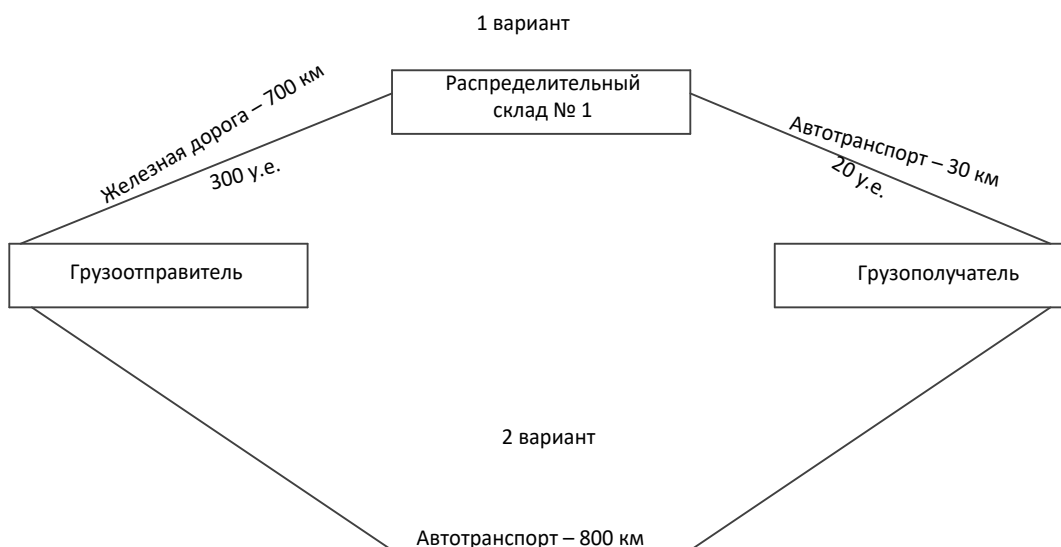 1 вариант
Распределительный
склад № 1
Железная дорога – 700 км
300 у.е.
Автотранспорт – 30 км
20 у.е.
Грузоотправитель
Грузополучатель
2 вариант
Автотранспорт – 800 км